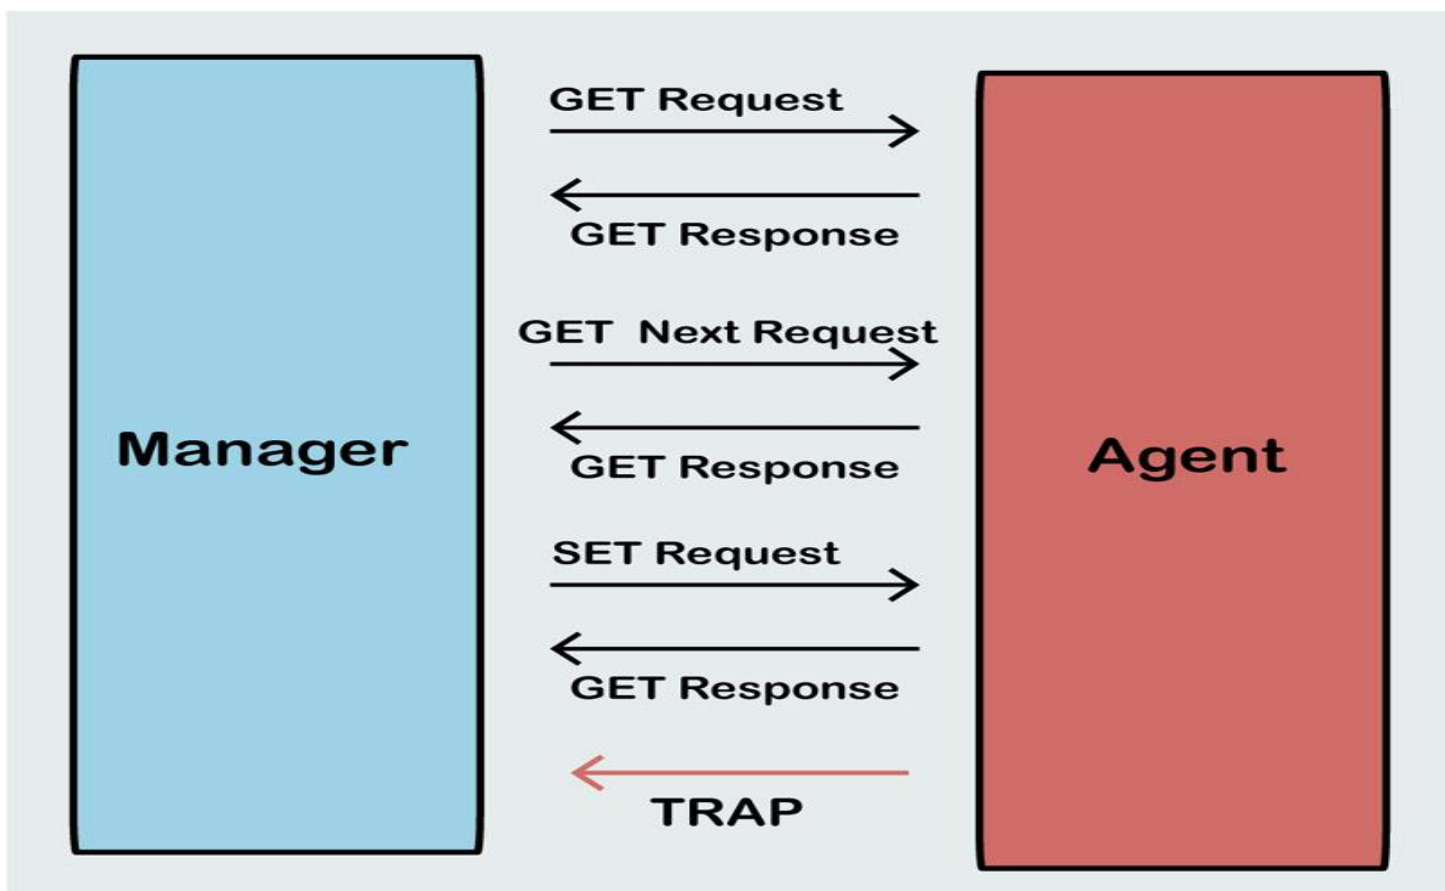 GET Request
GET Response
GET  Next Request
Manager
Agent
GET Response
SET Request
GET Response
TRAP